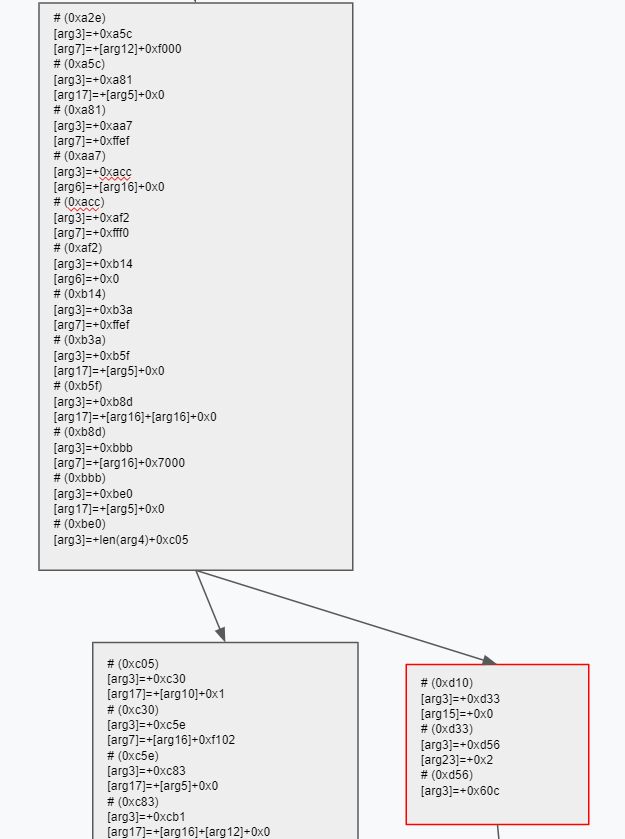 # (0xa2e)
[arg3]=+0xa5c
[arg7]=+[arg12]+0xf000
# (0xa5c)
[arg3]=+0xa81
[arg17]=+[arg5]+0x0
# (0xa81)
[arg3]=+0xaa7
[arg7]=+0xffef
# (0xaa7)
[arg3]=+0xacc
[arg6]=+[arg16]+0x0
# (0xacc)
[arg3]=+0xaf2
[arg7]=+0xfff0
# (0xaf2)
[arg3]=+0xb14
[arg6]=+0x0
# (0xb14)
[arg3]=+0xb3a
[arg7]=+0xffef
# (0xb3a)
[arg3]=+0xb5f
[arg17]=+[arg5]+0x0
# (0xb5f)
[arg3]=+0xb8d
[arg17]=+[arg16]+[arg16]+0x0
# (0xb8d)
[arg3]=+0xbbb
[arg7]=+[arg16]+0x7000
# (0xbbb)
[arg3]=+0xbe0
[arg17]=+[arg5]+0x0
# (0xbe0)
[arg3]=+len(arg4)+0xc05
# (0xc05)
[arg3]=+0xc30
[arg17]=+[arg10]+0x1
# (0xc30)
[arg3]=+0xc5e
[arg7]=+[arg16]+0xf102
# (0xc5e)
[arg3]=+0xc83
[arg17]=+[arg5]+0x0
# (0xc83)
[arg3]=+0xcb1
[arg17]=+[arg16]+[arg12]+0x0
# (0xd10)
[arg3]=+0xd33
[arg15]=+0x0
# (0xd33)
[arg3]=+0xd56
[arg23]=+0x2
# (0xd56)
[arg3]=+0x60c